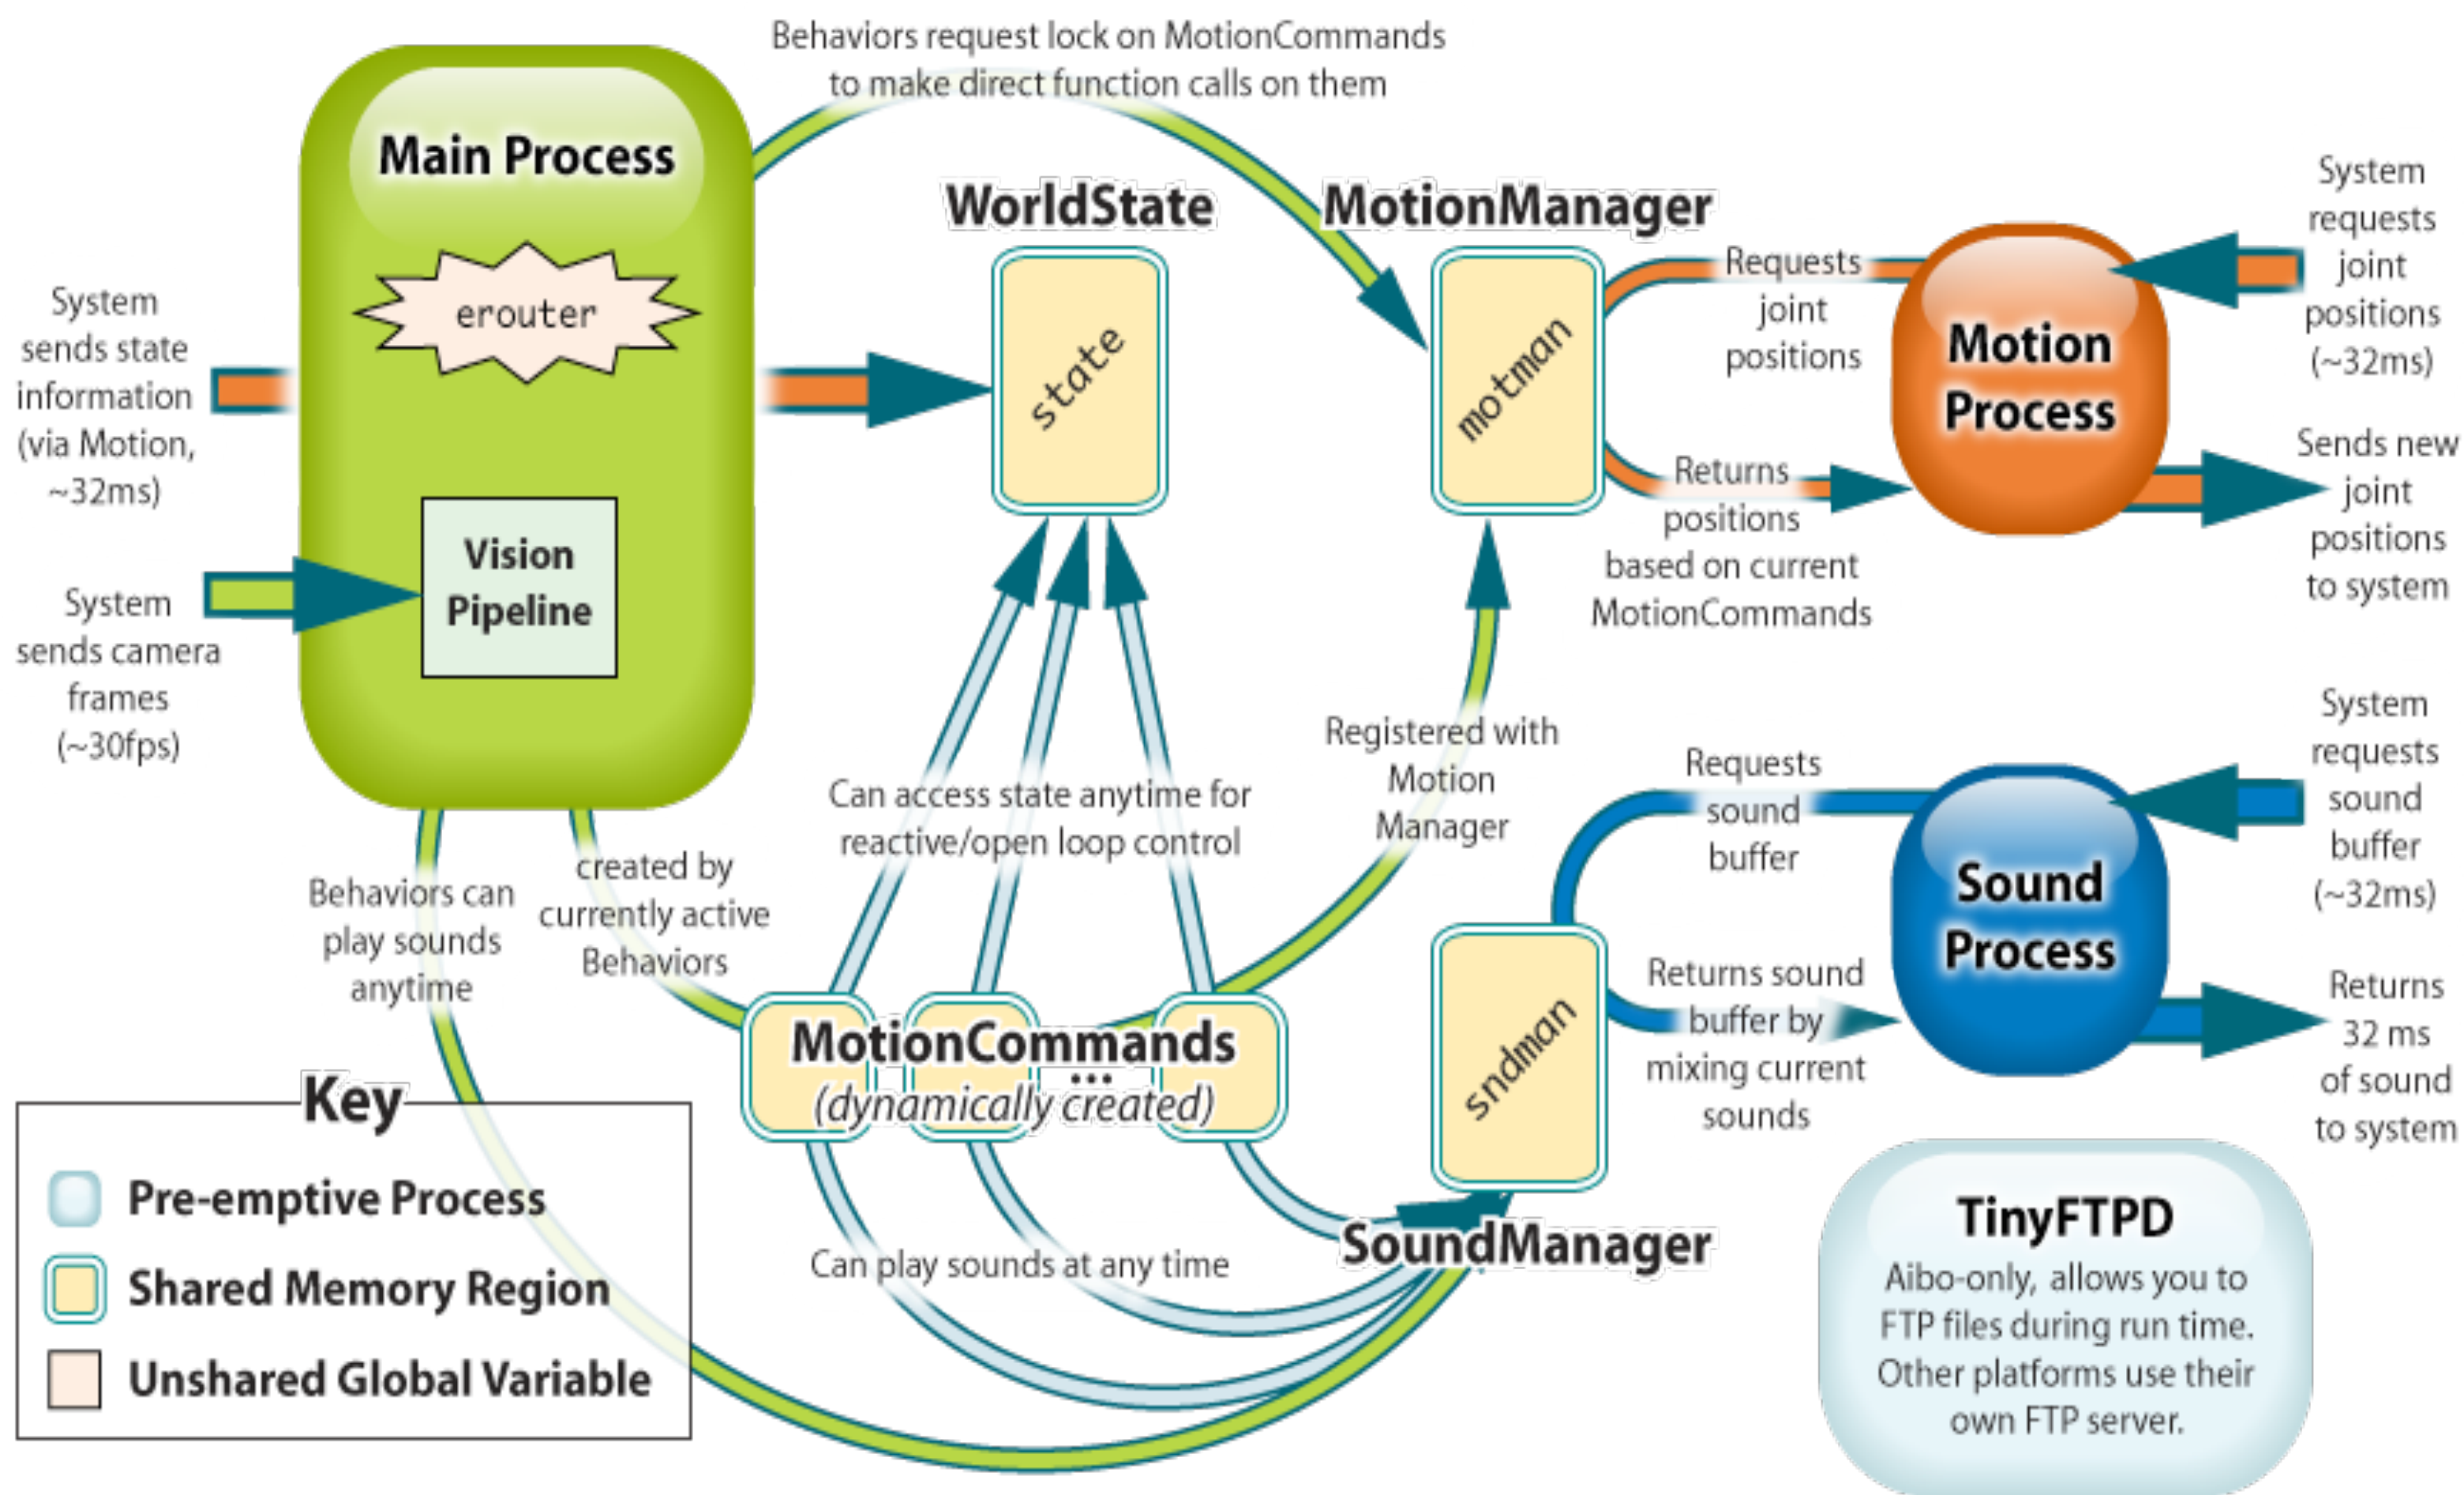 Behaviors request lock on MotionCommands
to make direct function calls on them
Main Process
erouter
Vision
Pipeline
System
sends state
information
(via Motion,
~32ms)
System
sends camera
frames
(~30fps)
WorldState
state
MotionManager
motman
Requests
joint
positions
Returns
positions
based on current
MotionCommands
Motion
Process
System
requests
joint
positions
(~32ms)
Sends new
joint
positions
to system
Can access state anytime for
reactive/open loop control
Registered with
Motion
Manager
Behaviors can
play sounds
anytime
created by
currently active
Behaviors
MotionCommands
...
(dynamically created)
Can play sounds at any time
sndman
SoundManager
Requests
sound
buffer
Returns sound
buffer by
mixing current
sounds
Sound
Process
System
requests
sound
buffer
(~32ms)
Returns
32 ms
of sound
to system
Key
Pre-emptive Process
Shared Memory Region
Unshared Global Variable
TinyFTPD
Aibo-only, allows you to
FTP files during run time.
Other platforms use their
own FTP server.